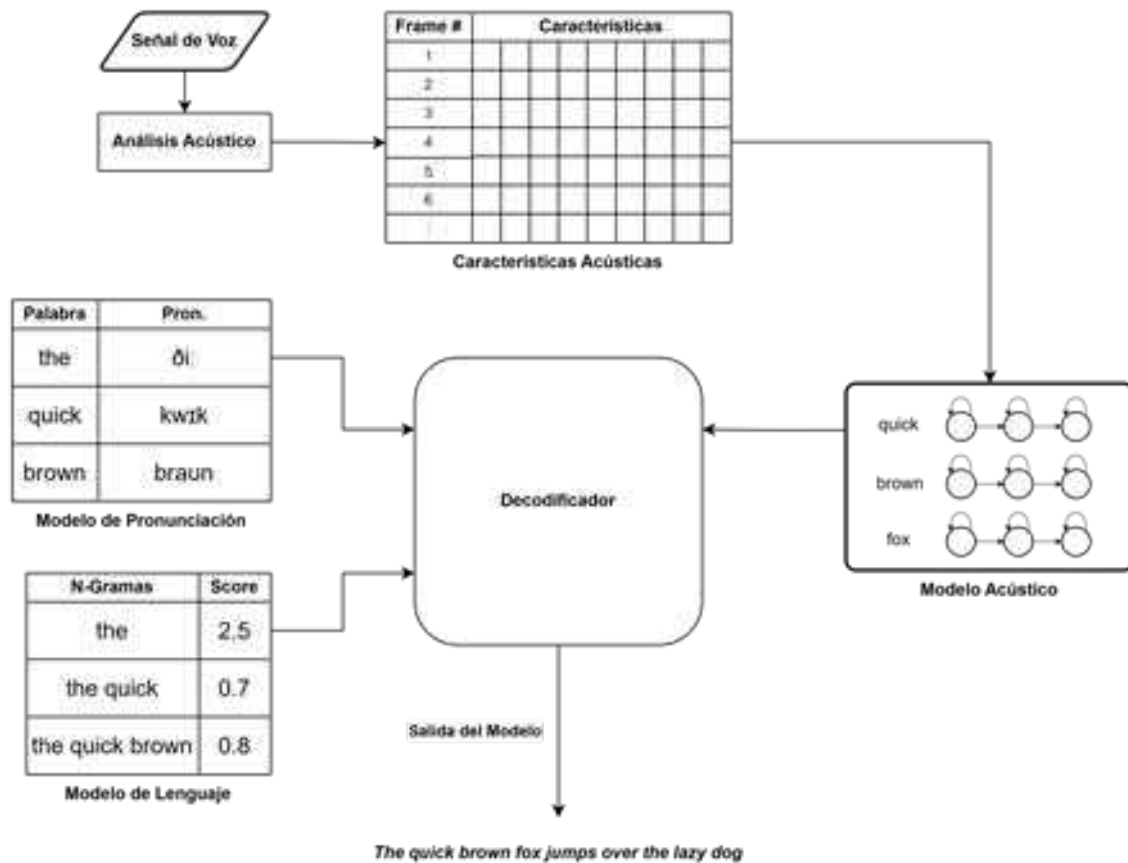 Señal de Voz
Análisis Acústico
Frame # Características
1
2
3
4
5
6
Características Acústicas
Palabra Pron.
the ði
quick kwɪk
brown braun
Modelo de Pronunciación
N-Gramas Score
the 2,5
the quick 0.7
the quick brown 0.8
Modelo de Lenguaje
Decodificador
quick
brown
fox
Modelo Acústico
Salida del Modelo
The quick brown fox jumps over the lazy dog